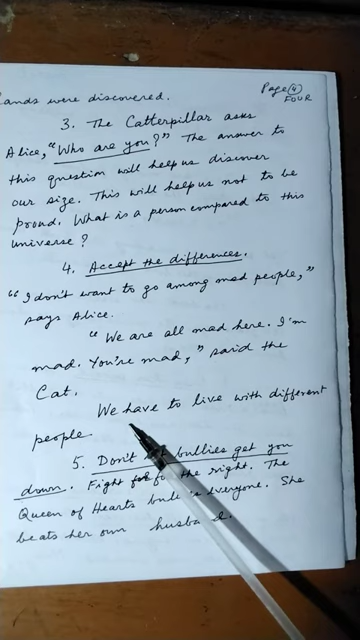 lands were discovered.
Page (4)
FOUR
3. The Catterpillar asks
Alice, "Who are you?" The answer to
this question will help us discover
our size. This will help us not to be
proud. What is a person compared to this
universe?
4. Accept the differences.
"I don't want to go among mad people,"
says Alice.
"We are all mad here. I'm
mad. You're mad," said the
Cat.
We have to live with different
people.
5. Don't bullies get you
down. Fight for the right. The
Queen of Hearts everyone. She
beats her own